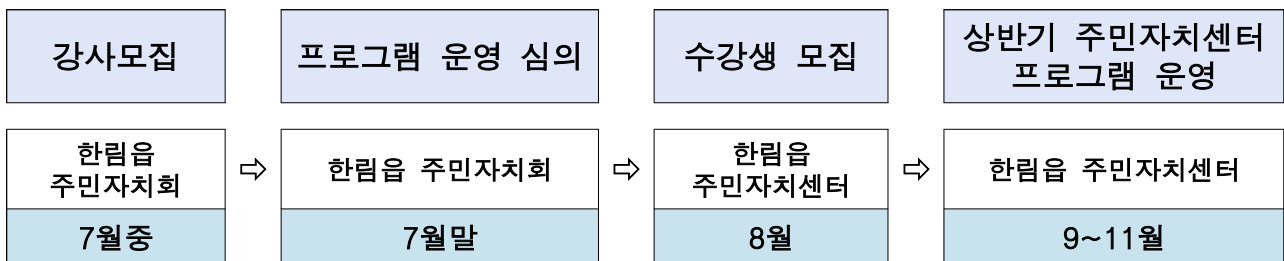 강사모집
프로그램 운영 심의
수강생 모집
상반기 주민자치센터
프로그램 운영
한림읍
주민자치회
⇨
한림읍 주민자치회
⇨
한림읍
주민자치센터
⇨
한림읍 주민자치센터
7월중
7월말
8월
9~11월